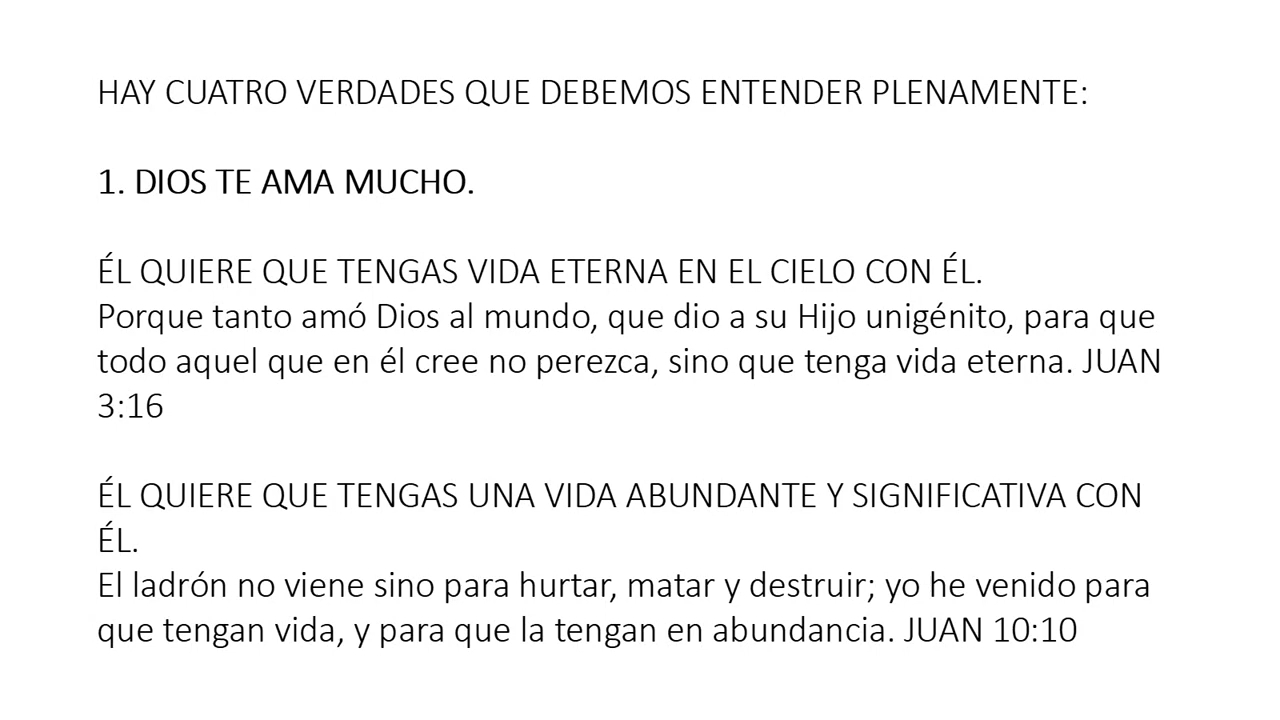 HAY CUATRO VERDADES QUE DEBEMOS ENTENDER PLENAMENTE:
1. DIOS TE AMA MUCHO.
ÉL QUIERE QUE TENGAS VIDA ETERNA EN EL CIELO CON ÉL.
Porque tanto amó Dios al mundo, que dio a su Hijo unigénito, para que
todo aquel que en él cree no perezca, sino que tenga vida eterna. JUAN
3:16
ÉL QUIERE QUE TENGAS UNA VIDA ABUNDANTE Y SIGNIFICATIVA CON
ÉL.
El ladrón no viene sino para hurtar, matar y destruir; yo he venido para
que tengan vida, y para que la tengan en abundancia. JUAN 10:10